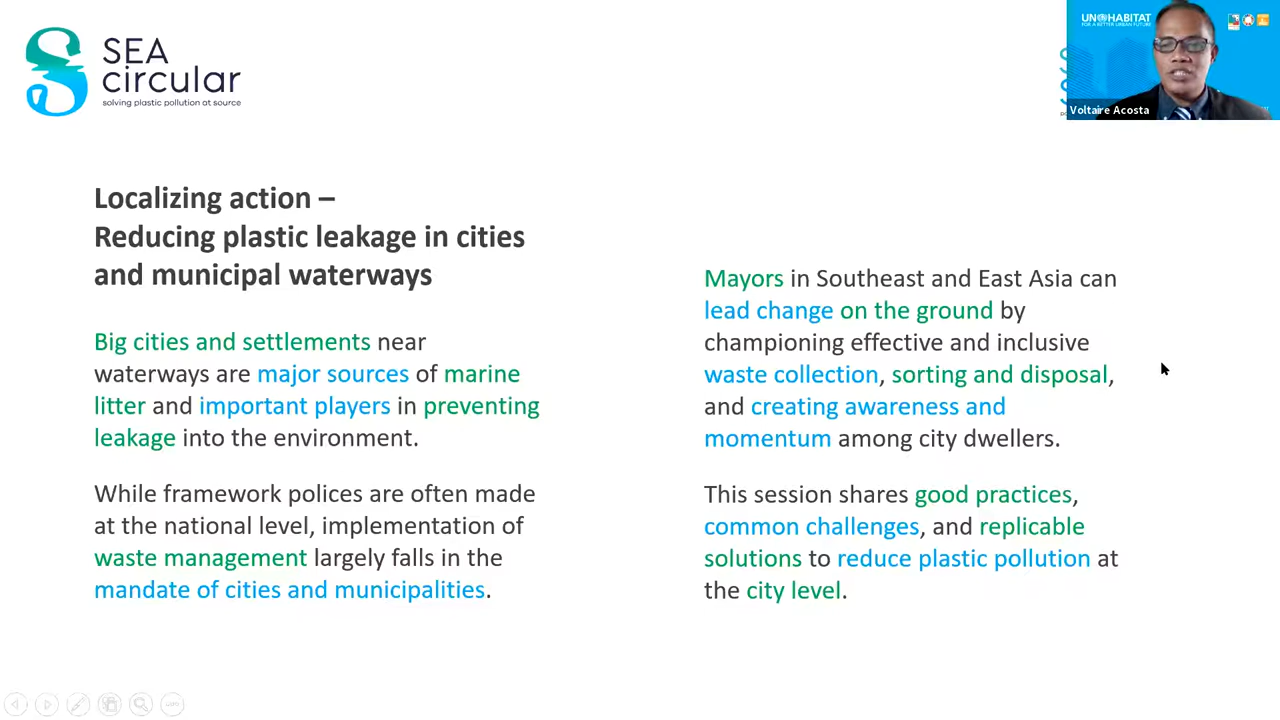 SEA
circular
solving plastic pollution at source
UN HABITAT
FOR A BETTER URBAN FUTURE
Voltaire Acosta
Localizing action –
Reducing plastic leakage in cities
and municipal waterways
Big cities and settlements near
waterways are major sources of marine
litter and important players in preventing
leakage into the environment.
While framework polices are often made
at the national level, implementation of
waste management largely falls in the
mandate of cities and municipalities.
Mayors in Southeast and East Asia can
lead change on the ground by
championing effective and inclusive
waste collection, sorting and disposal,
and creating awareness and
momentum among city dwellers.
This session shares good practices,
common challenges, and replicable
solutions to reduce plastic pollution at
the city level.